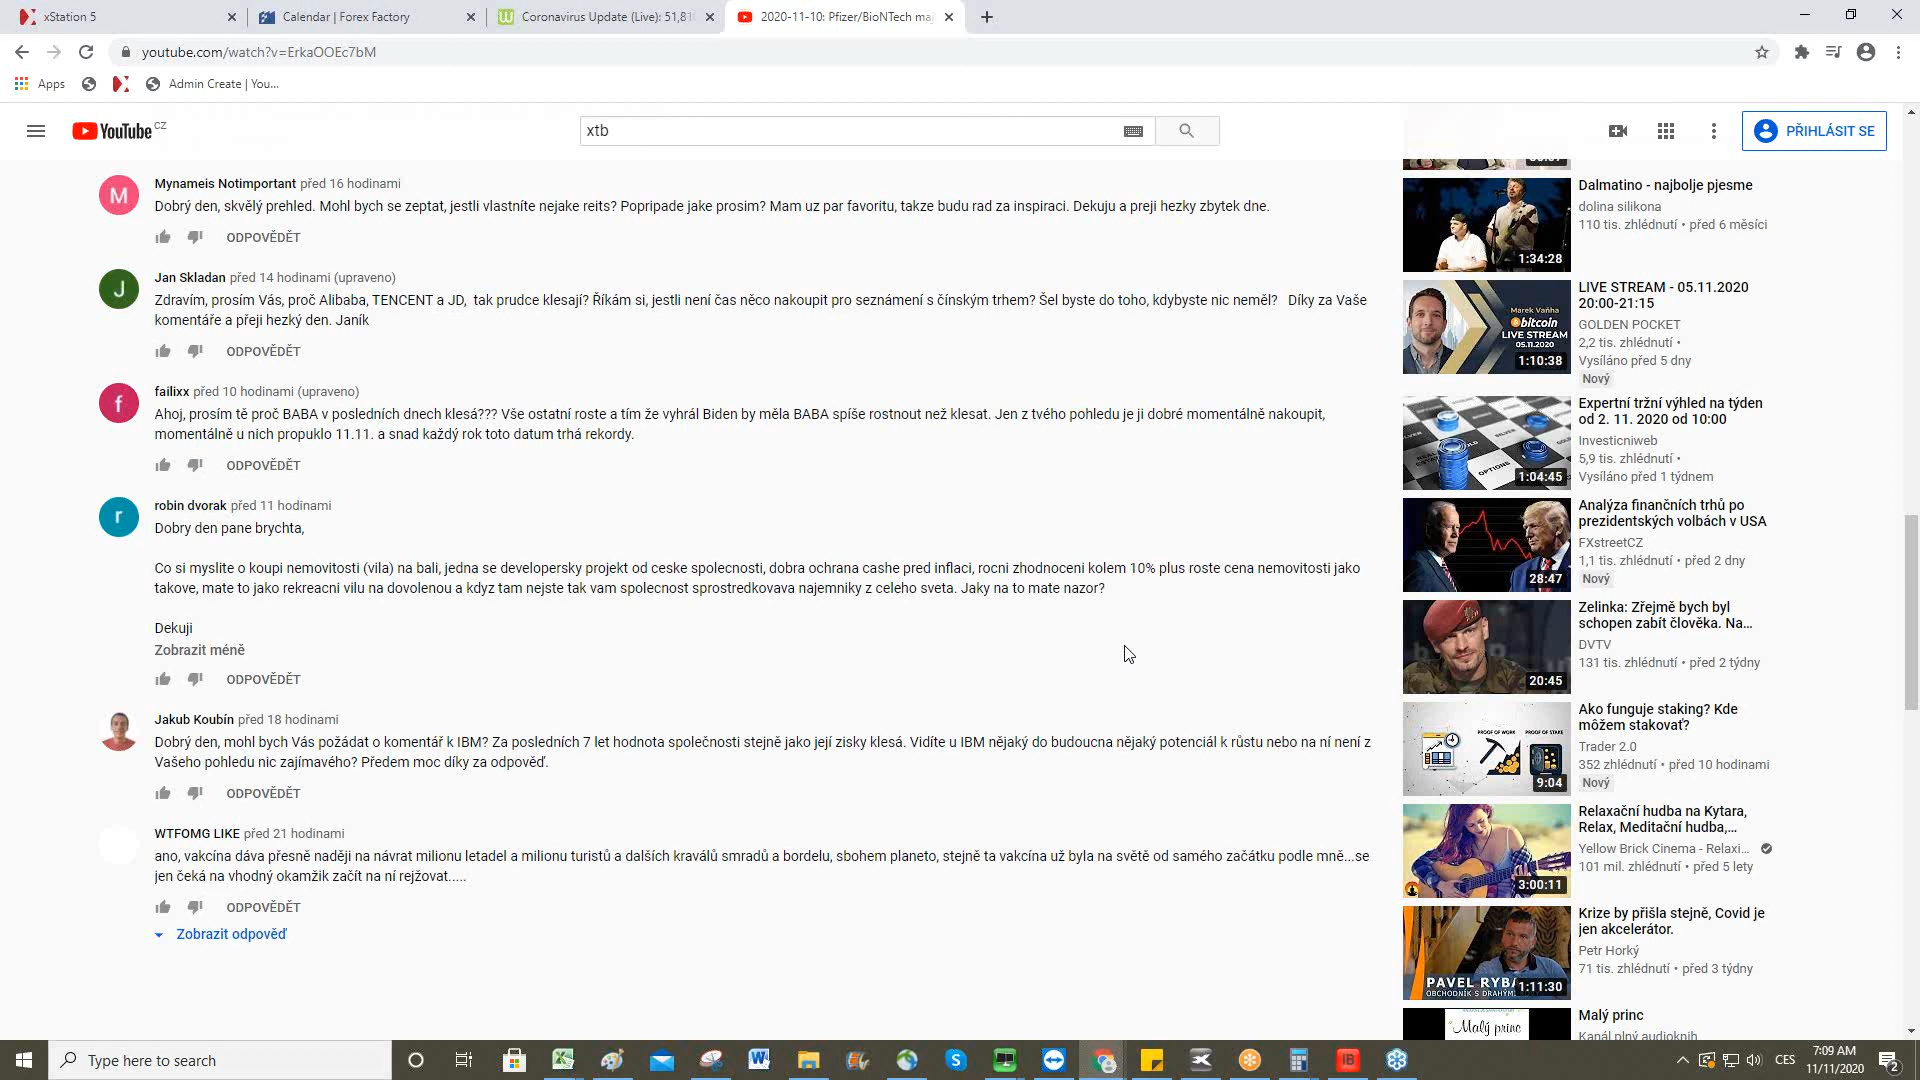 xStation 5
Calendar | Forex Factory
Coronavirus Update (Live): 51,81
2020-11-10: Pfizer/BioNTech ma
youtube.com/watch?v=ErkaOOEc7bM
Apps
Admin Create | You...
YouTube CZ
xtb
PŘIHLÁSIT SE
M
Mynameis Notimportant před 16 hodinami
Dobrý den, skvělý prehled. Mohl bych se zeptat, jestli vlastníte nejake reits? Popripade jake prosim? Mam uz par favoritu, takze budu rad za inspiraci. Dekuju a preji hezky zbytek dne.
ODPOVĚDĚT
J
Jan Skladan před 14 hodinami (upraveno)
Zdravím, prosím Vás, proč Alibaba, TENCENT a JD,  tak prudce klesají? Říkám si, jestli není čas něco nakoupit pro seznámení s čínským trhem? Šel byste do toho, kdybyste nic neměl?   Díky za Vaše
komentáře a přeji hezký den. Janík
ODPOVĚDĚT
f
failixx před 10 hodinami (upraveno)
Ahoj, prosím tě proč BABA v posledních dnech klesá??? Vše ostatní roste a tím že vyhrál Biden by měla BABA spíše rostnout než klesat. Jen z tvého pohledu je ji dobré momentálně nakoupit,
momentálně u nich propuklo 11.11. a snad každý rok toto datum trhá rekordy.
ODPOVĚDĚT
r
robin dvorak před 11 hodinami
Dobry den pane brychta,
Co si myslite o koupi nemovitosti (vila) na bali, jedna se developersky projekt od ceske spolecnosti, dobra ochrana cashe pred inflaci, rocni zhodnoceni kolem 10% plus roste cena nemovitosti jako
takove, mate to jako rekreacni vilu na dovolenou a kdyz tam nejste tak vam spolecnost sprostredkovava najemniky z celeho sveta. Jaky na to mate nazor?
Dekuji
Zobrazit méně
ODPOVĚDĚT
Jakub Koubín před 18 hodinami
Dobrý den, mohl bych Vás požádat o komentář k IBM? Za posledních 7 let hodnota společnosti stejně jako její zisky klesá. Vidíte u IBM nějaký do budoucna nějaký potenciál k růstu nebo na ní není z
Vašeho pohledu nic zajímavého? Předem moc díky za odpověď.
ODPOVĚDĚT
WTFOMG LIKE před 21 hodinami
ano, vakcína dáva přesně naději na návrat milionu letadel a milionu turistů a dalších kraválů smradů a bordelu, sbohem planeto, stejně ta vakcína už byla na světě od samého začátku podle mně...se
jen čeká na vhodný okamžik začít na ní rejžovat.....
ODPOVĚDĚT
Zobrazit odpověď
1:34:28
Dalmatino - najbolje pjesme
dolina silikona
110 tis. zhlédnutí • před 6 měsíci
Marek Vaňha
bitcoin
LIVE STREAM
05.11.2020
1:10:38
LIVE STREAM - 05.11.2020
20:00-21:15
GOLDEN POCKET
2,2 tis. zhlédnutí •
Vysíláno před 5 dny
Nový
OPTIONS
1:04:45
Expertní tržní výhled na týden
od 2. 11. 2020 od 10:00
Investicniweb
5,9 tis. zhlédnutí •
Vysíláno před 1 týdnem
28:47
Analýza finančních trhů po
prezidentských volbách v USA
FXstreetCZ
1,1 tis. zhlédnutí • před 2 dny
Nový
20:45
Zelinka: Zřejmě bych byl
schopen zabít člověka. Na...
DVTV
131 tis. zhlédnutí • před 2 týdny
PROOF OF WORK
PROOF OF STAKE
9:04
Ako funguje staking? Kde
môžem stakovať?
Trader 2.0
352 zhlédnutí • před 10 hodinami
Nový
3:00:11
Relaxační hudba na Kytara,
Relax, Meditační hudba,...
Yellow Brick Cinema - Relaxi...
101 mil. zhlédnutí • před 5 lety
PAVEL RYBA
OBCHODNÍK S DRAHÝM
1:11:30
Krize by přišla stejně, Covid je
jen akcelerátor.
Petr Horký
71 tis. zhlédnutí • před 3 týdny
Malý princ
Malý princ
Kanál plný audioknih
Type here to search
CES
7:09 AM
11/11/2020
2